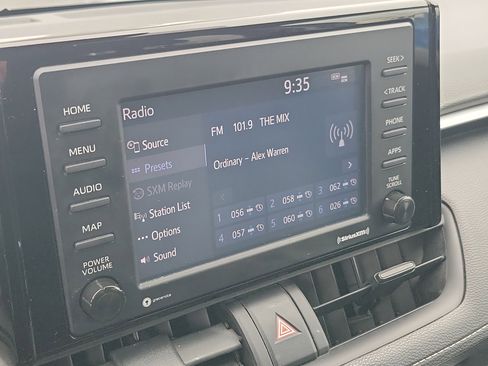 9:35
Radio
HOME
MENU
AUDIO
MAP
POWER
VOLUME
Source
Presets
SXM Replay
Station List
Options
Sound
FM 101.9 THE MIX
Ordinary – Alex Warren
1 056 2 058 3 062
4 057 5 060 6 026
SEEK >
< TRACK
PHONE
APPS
TUNE
SCROLL
((SiriusXM))